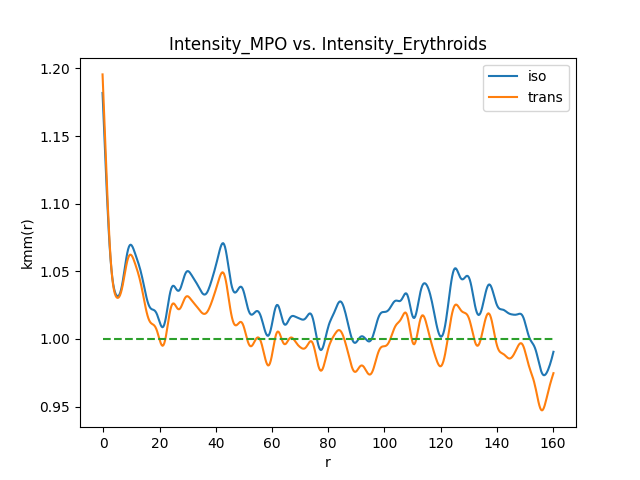 Intensity_MPO vs. Intensity_Erythroids
iso
trans
kmm(r)
1.20
1.15
1.10
1.05
1.00
0.95
0 20 40 60 80 100 120 140 160
r